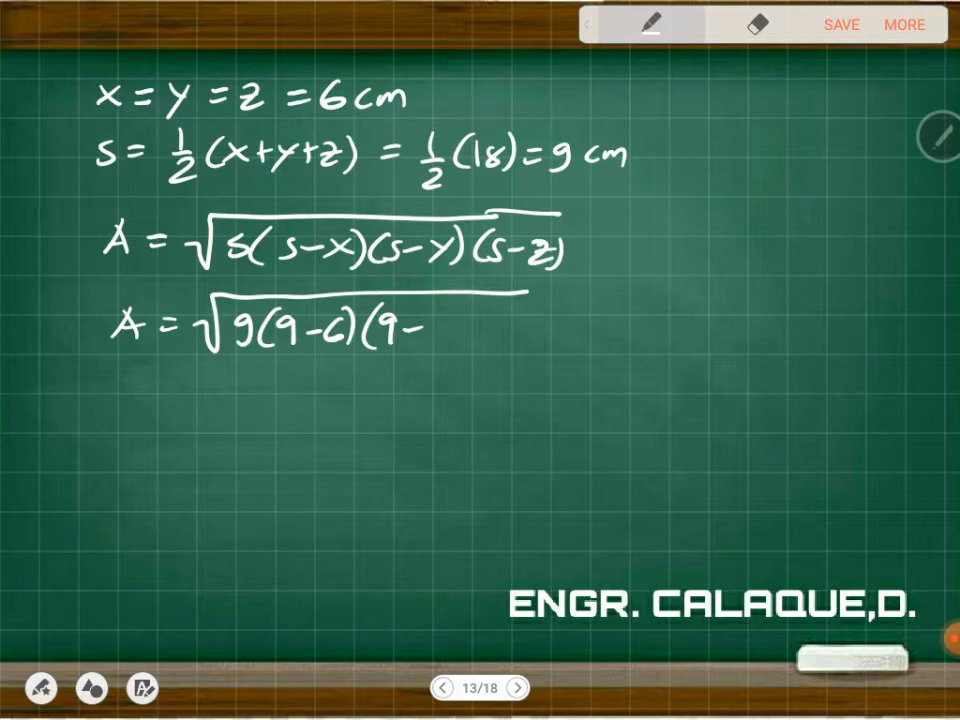 SAVE MORE
x = y = z = 6 cm
s = 1/2 (x+y+z) = 1/2 (18) = 9 cm
A = √s(s-x)(s-y)(s-z)
A = √9(9-6)(9-
ENGR. CALAQUE,D.
13/18